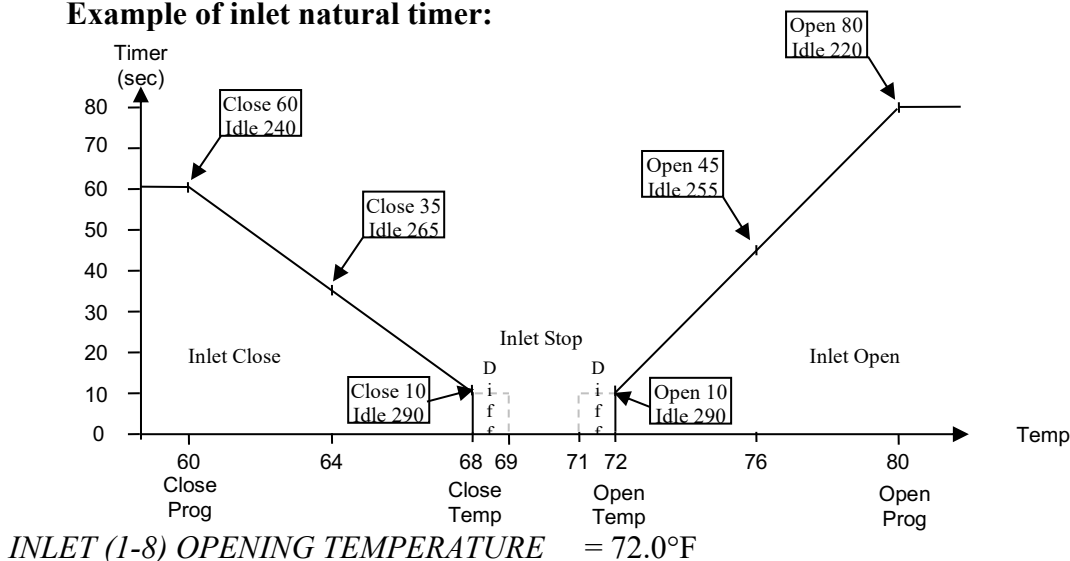 Example of inlet natural timer:
Timer
(sec)
Open 80
Idle 220
Close 60
Idle 240
80
70
60
50
40
30
20
10
0
Open 45
Idle 255
Close 35
Idle 265
Inlet Close
Inlet Stop
Inlet Open
D
i
f
f
D
i
f
f
Close 10
Idle 290
Open 10
Idle 290
Temp
60
64
68
69
71
72
76
80
Close
Prog
Close
Temp
Open
Temp
Open
Prog
INLET (1-8) OPENING TEMPERATURE = 72.0°F